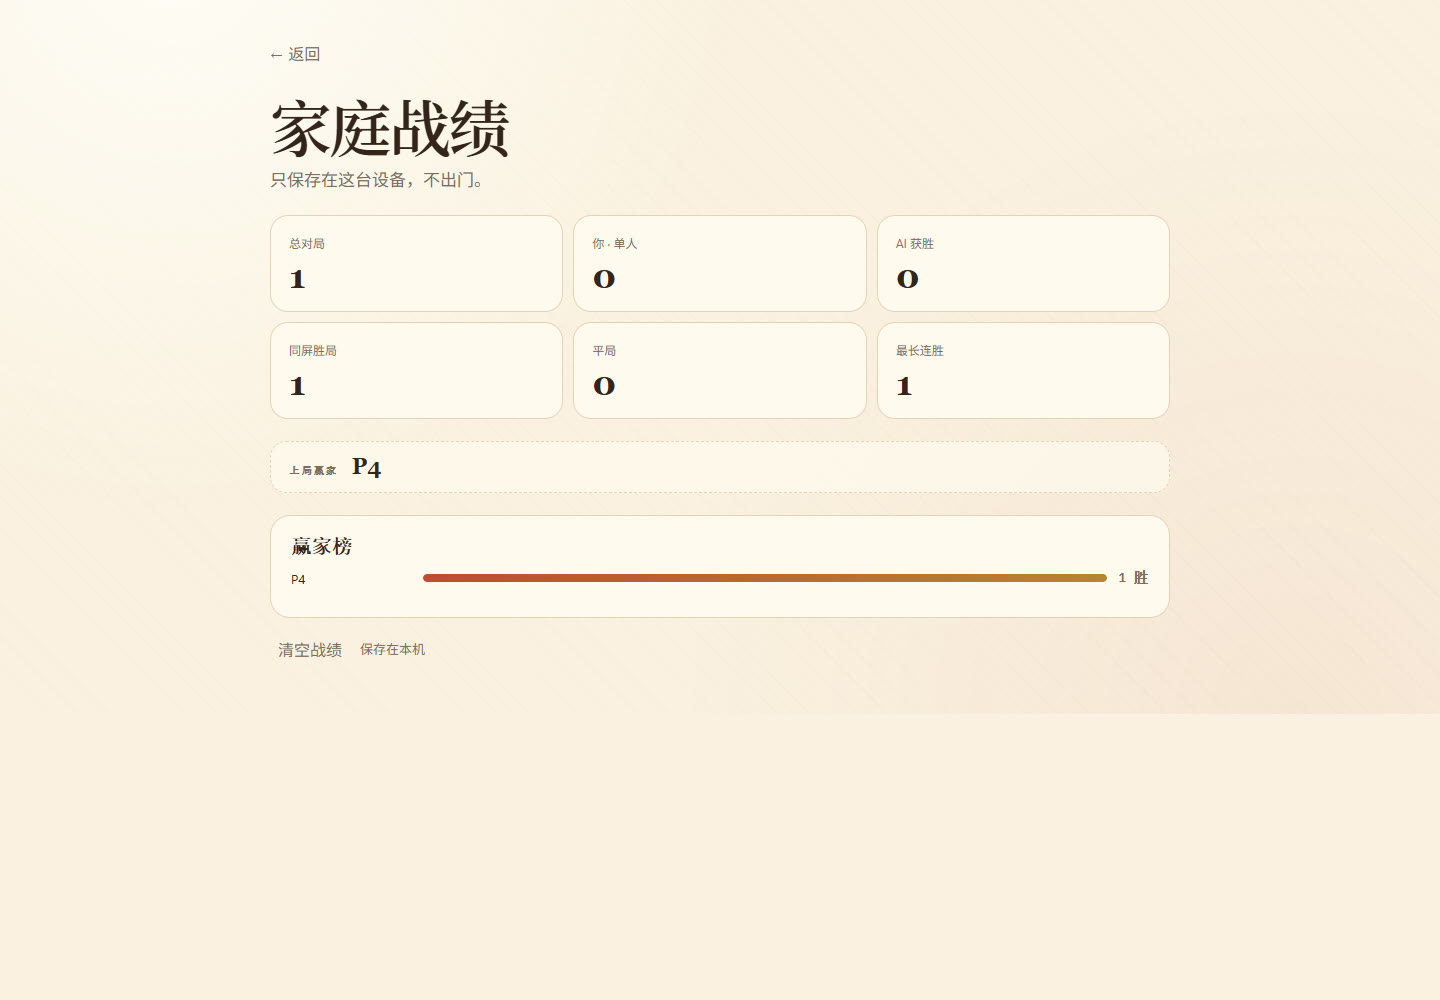 ← 返回
家庭战绩
只保存在这台设备，不出门。
总对局
1
你 · 单人
0
AI 获胜
0
同屏胜局
1
平局
0
最长连胜
1
上局赢家 P4
赢家榜
P4 1 胜
清空战绩 保存在本机